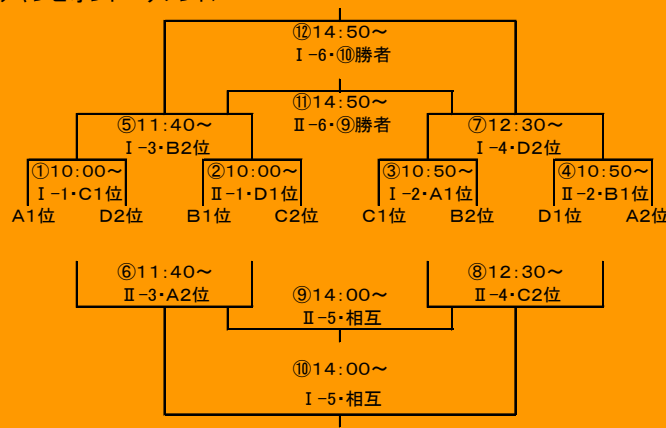 ⑫14:50～
Ⅰ-6・⑩勝者
⑪14:50～
Ⅱ-6・⑨勝者
⑤11:40～
Ⅰ-3・B2位
⑦12:30～
Ⅰ-4・D2位
①10:00～
Ⅰ-1・C1位
②10:00～
Ⅱ-1・D1位
③10:50～
Ⅰ-2・A1位
④10:50～
Ⅱ-2・B1位
A1位 D2位 B1位 C2位 C1位 B2位 D1位 A2位
⑥11:40～
Ⅱ-3・A2位
⑧12:30～
Ⅱ-4・C2位
⑨14:00～
Ⅱ-5・相互
⑩14:00～
Ⅰ-5・相互